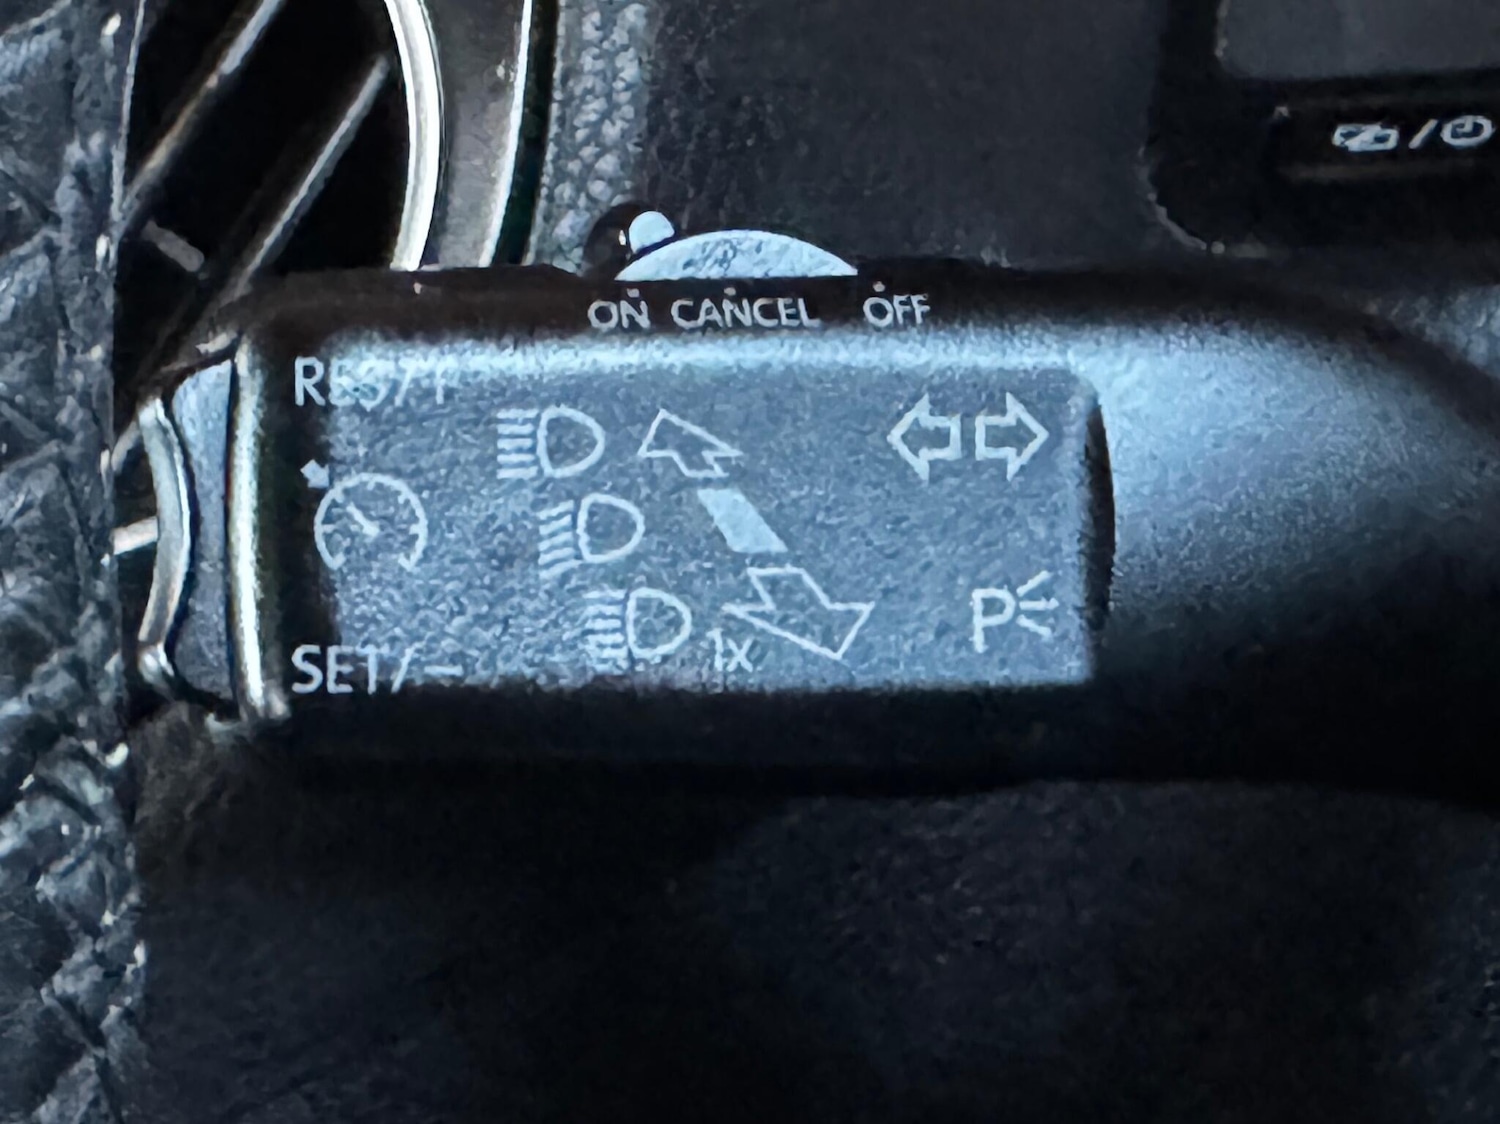 ON CANCEL OFF
RES/+
SET/−
1x
P